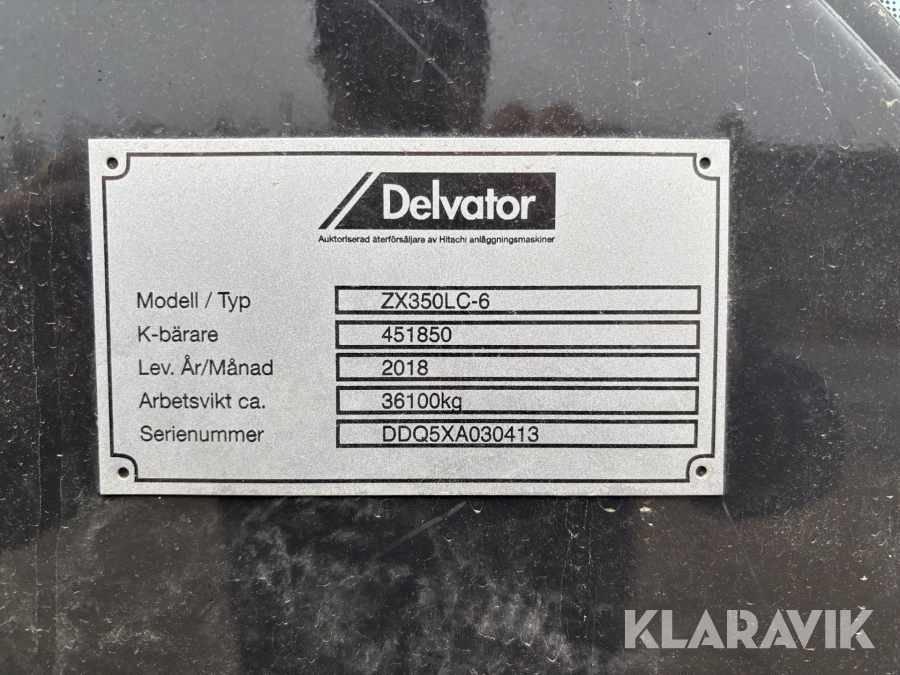 Delvator
Auktoriserad återförsäljare av Hitachi anläggningsmaskiner
Modell / Typ ZX350LC-6
K-bärare 451850
Lev. År/Månad 2018
Arbetsvikt ca. 36100kg
Serienummer DDQ5XA030413
KLARAVIK